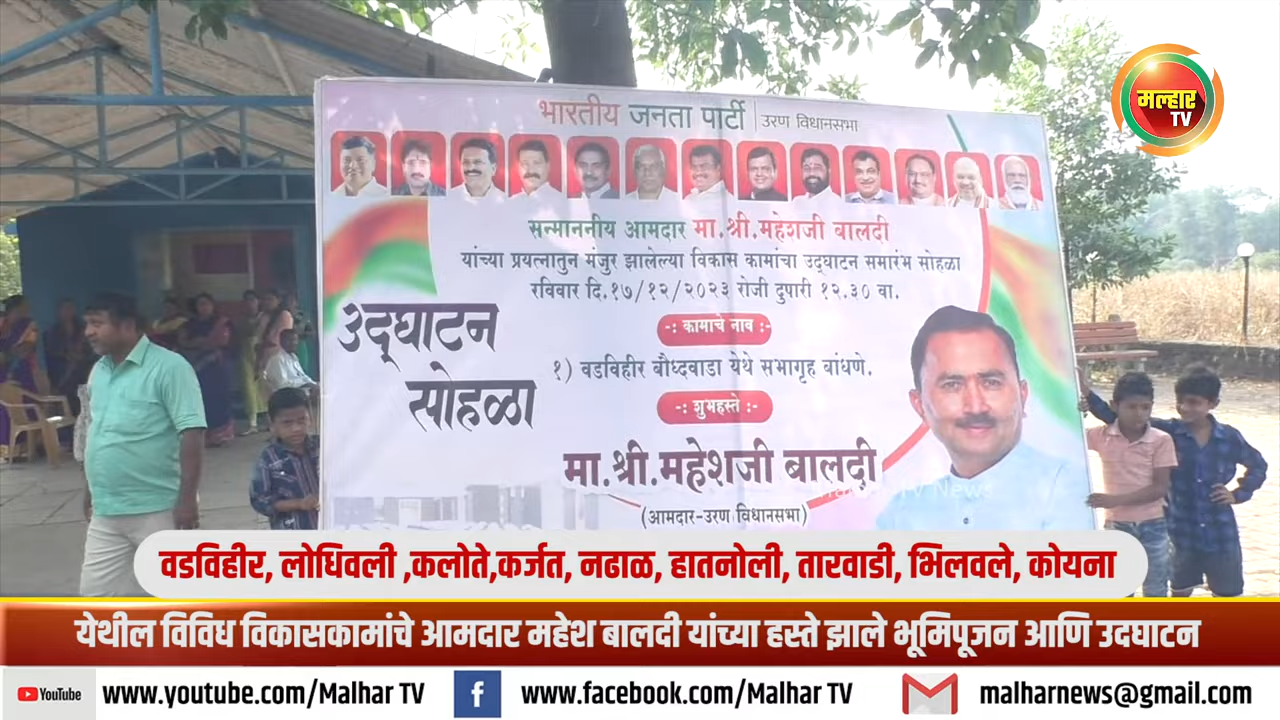 मल्हार
TV
भारतीय जनता पार्टी | उरण विधानसभा
सन्माननीय आमदार मा.श्री.महेशजी बालदी
यांच्या प्रयत्नातुन मंजुर झालेल्या विकास कामांचा उद्घाटन समारंभ सोहळा
रविवार दि.१७/१२/२०२३ रोजी दुपारी १२.३० वा.
उद्घाटन
सोहळा
-: कामाचे नाव :-
१) वडविहीर बौध्दवाडा येथे सभागृह बांधणे.
-: शुभहस्ते :-
मा.श्री.महेशजी बालदी
(आमदार-उरण विधानसभा)
Malhar TV News
वडविहीर, लोधिवली ,कलोते,कर्जत, नढाळ, हातनोली, तारवाडी, भिलवले, कोयना
येथील विविध विकासकामांचे आमदार महेश बालदी यांच्या हस्ते झाले भूमिपूजन आणि उदघाटन
YouTube www.youtube.com/Malhar TV www.facebook.com/Malhar TV malharnews@gmail.com